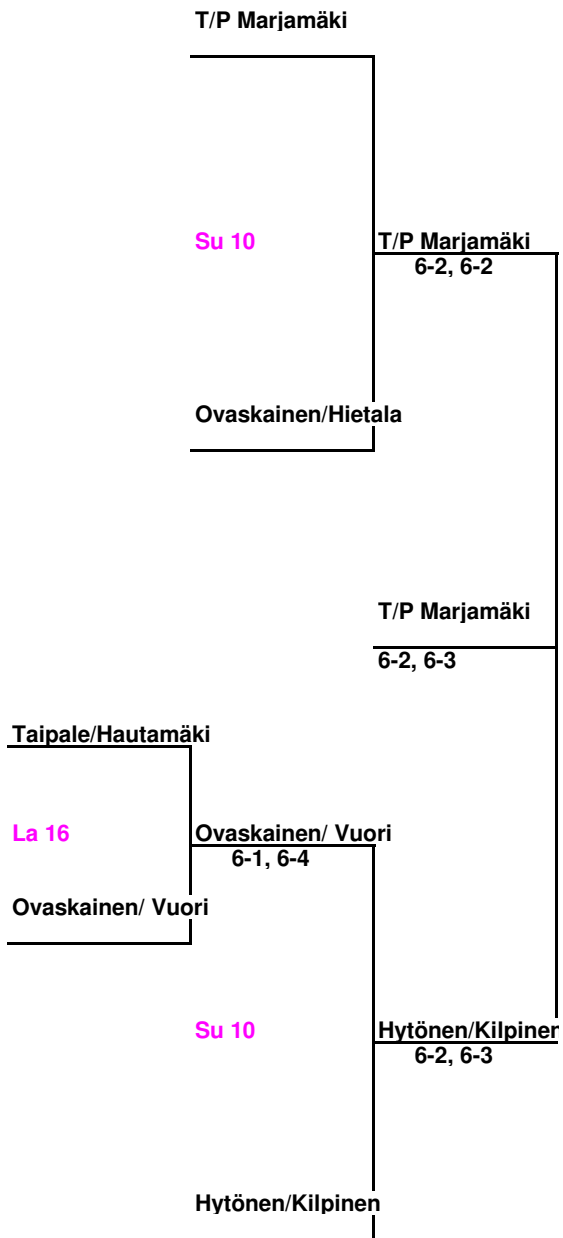 T/P Marjamäki
Su 10
T/P Marjamäki
6-2, 6-2
Ovaskainen/Hietala
T/P Marjamäki
6-2, 6-3
Taipale/Hautamäki
La 16
Ovaskainen/ Vuori
6-1, 6-4
Ovaskainen/ Vuori
Su 10
Hytönen/Kilpinen
6-2, 6-3
Hytönen/Kilpinen